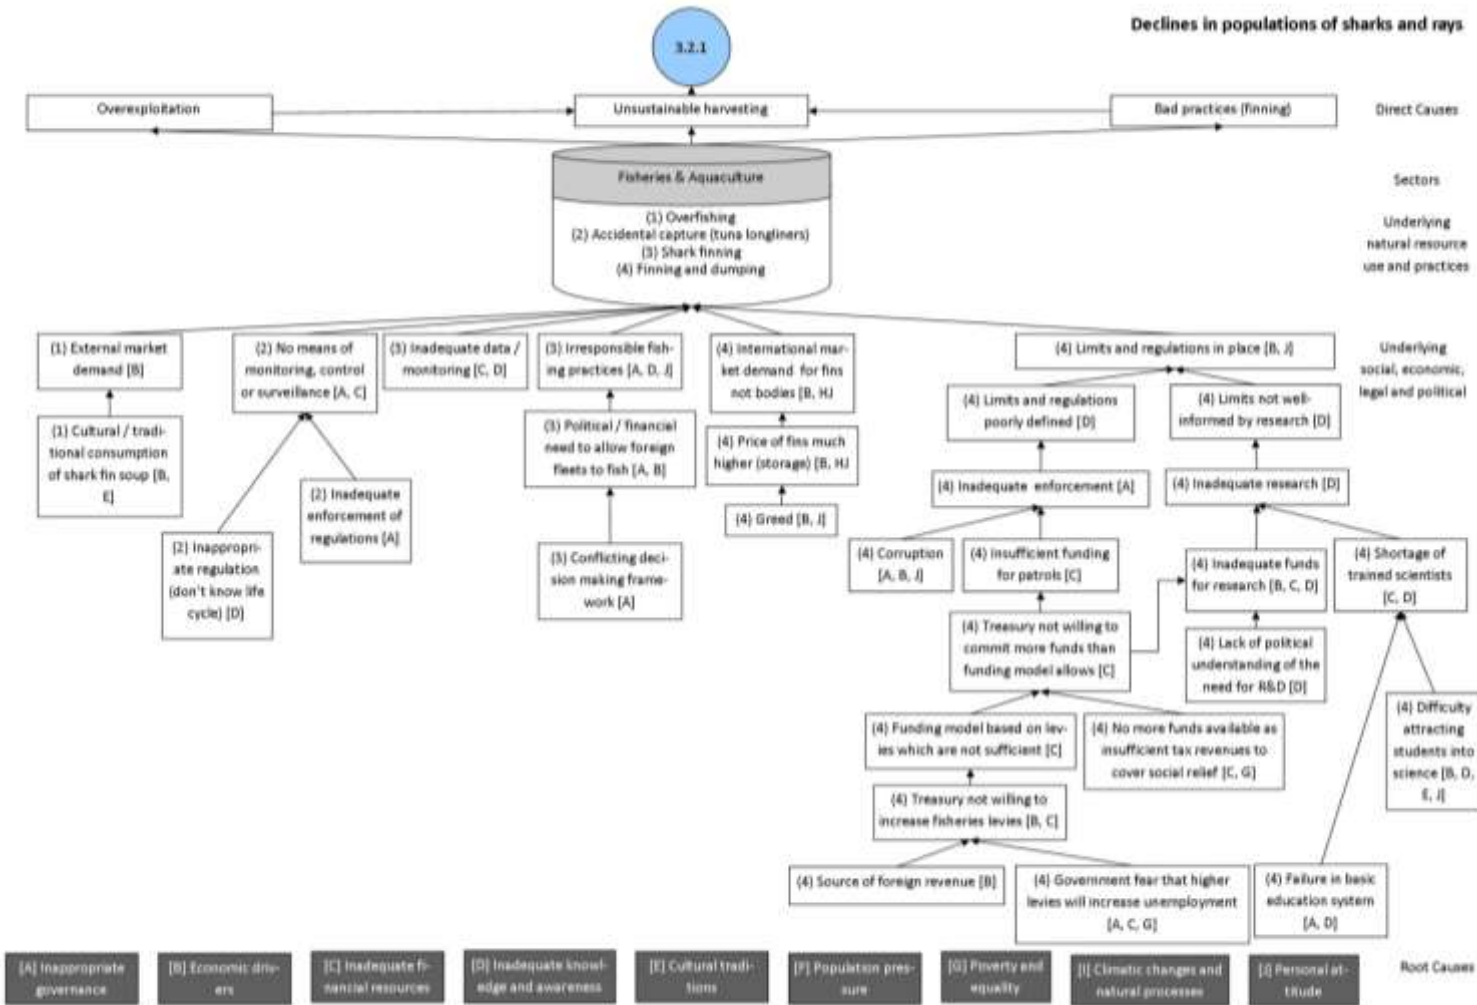 Declines in populations of sharks and rays
3.2.1
Overexploitation
Unsustainable harvesting
Bad practices (finning)
Direct Causes
Fisheries & Aquaculture
Sectors
(1) Overfishing
(2) Accidental capture (tuna longliners)
(3) Shark finning
(4) Finning and dumping
Underlying
natural resource
use and practices
(1) External market
demand [B]
(2) No means of
monitoring, control
or surveillance [A, C]
(3) Inadequate data /
monitoring [C, D]
(3) Irresponsible fish-
ing practices [A, D, J]
(4) International mar-
ket demand for fins
not bodies [B, HJ
(4) Limits and regulations in place [B, J]
Underlying
social, economic,
legal and political
(1) Cultural / tradi-
tional consumption
of shark fin soup [B,
E]
(2) Inadequate
enforcement of
regulations [A]
(2) Inappropri-
ate regulation
(don't know life
cycle) [D]
(3) Political / financial
need to allow foreign
fleets to fish [A, B]
(3) Conflicting deci-
sion making frame-
work [A]
(4) Price of fins much
higher (storage) [B, HJ
(4) Greed [B, J]
(4) Limits and regulations
poorly defined [D]
(4) Limits not well-
informed by research [D]
(4) Inadequate enforcement [A]
(4) Inadequate research [D]
(4) Corruption
[A, B, J]
(4) Insufficient funding
for patrols [C]
(4) Inadequate funds
for research [B, C, D]
(4) Shortage of
trained scientists
[C, D]
(4) Treasury not willing to
commit more funds than
funding model allows [C]
(4) Lack of political
understanding of the
need for R&D [D]
(4) Funding model based on lev-
ies which are not sufficient [C]
(4) No more funds available as
insufficient tax revenues to
cover social relief [C, G]
(4) Difficulty
attracting
students into
science [B, D,
E, J]
(4) Treasury not willing to
increase fisheries levies [B, C]
(4) Source of foreign revenue [B]
(4) Government fear that higher
levies will increase unemployment
[A, C, G]
(4) Failure in basic
education system
[A, D]
[A] Inappropriate
governance
[B] Economic driv-
ers
[C] Inadequate fi-
nancial resources
[D] Inadequate knowl-
edge and awareness
[E] Cultural tradi-
tions
[F] Population pres-
sure
[G] Poverty and
equality
[I] Climatic changes and
natural processes
[J] Personal at-
titude
Root Causes